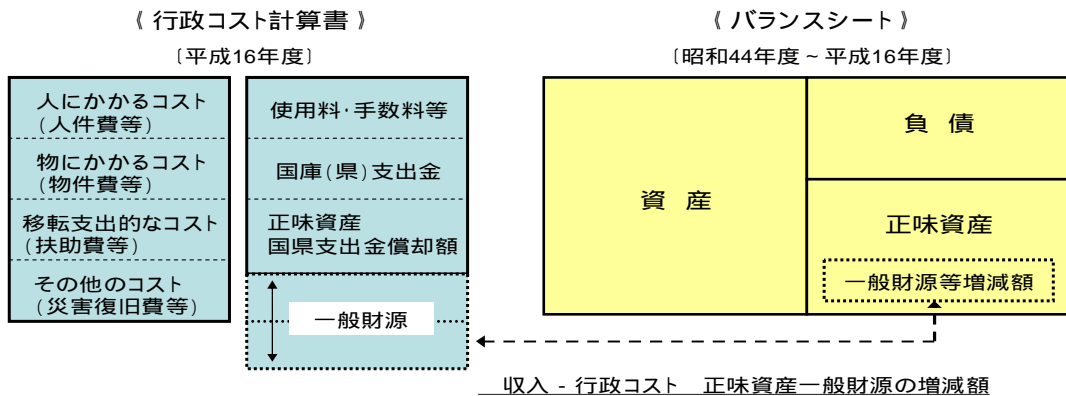 《 行政コスト計算書 》
〔平成16年度〕
人にかかるコスト
(人件費等)
物にかかるコスト
(物件費等)
移転支出的なコスト
(扶助費等)
その他のコスト
(災害復旧費等)
使用料・手数料等
国庫(県)支出金
正味資産
国県支出金償却額
一般財源
《 バランスシート 》
〔昭和44年度～平成16年度〕
資 産
負 債
正味資産
一般財源等増減額
収入 - 行政コスト　正味資産一般財源の増減額